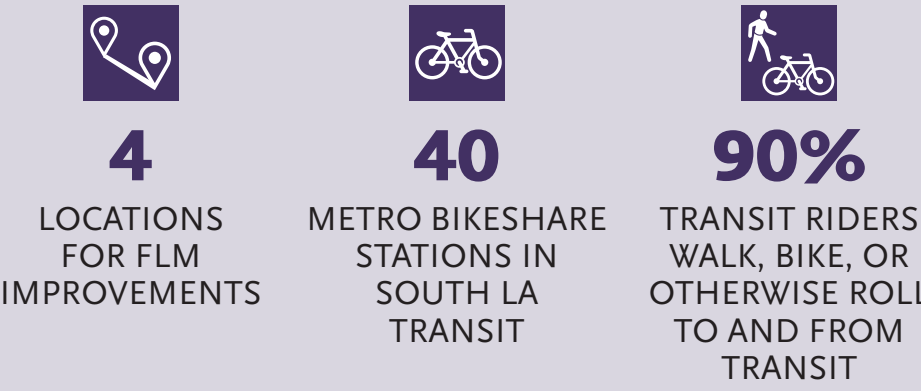 4
LOCATIONS
FOR FLM
IMPROVEMENTS
40
METRO BIKESHARE
STATIONS IN
SOUTH LA
TRANSIT
90%
TRANSIT RIDERS
WALK, BIKE, OR
OTHERWISE ROLL
TO AND FROM
TRANSIT